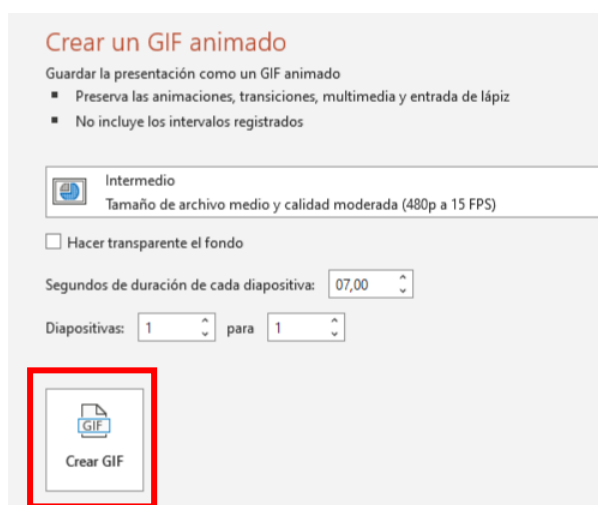 Crear un GIF animado
Guardar la presentación como un GIF animado
▪ Preserva las animaciones, transiciones, multimedia y entrada de lápiz
▪ No incluye los intervalos registrados
Intermedio
Tamaño de archivo medio y calidad moderada (480p a 15 FPS)
Hacer transparente el fondo
Segundos de duración de cada diapositiva: 07,00
Diapositivas: 1 para 1
GIF
Crear GIF